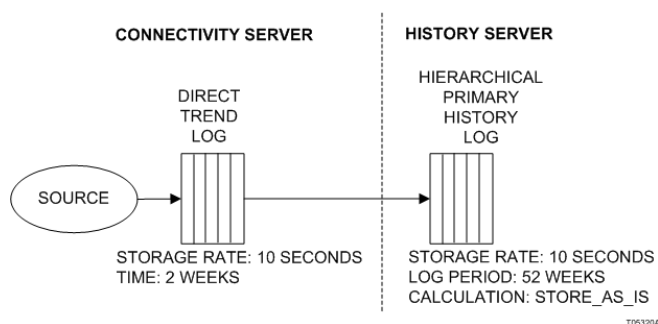 CONNECTIVITY SERVER
HISTORY SERVER
DIRECT
TREND
LOG
HIERARCHICAL
PRIMARY
HISTORY
LOG
SOURCE
STORAGE RATE: 10 SECONDS
TIME: 2 WEEKS
STORAGE RATE: 10 SECONDS
LOG PERIOD: 52 WEEKS
CALCULATION: STORE_AS_IS
T053204